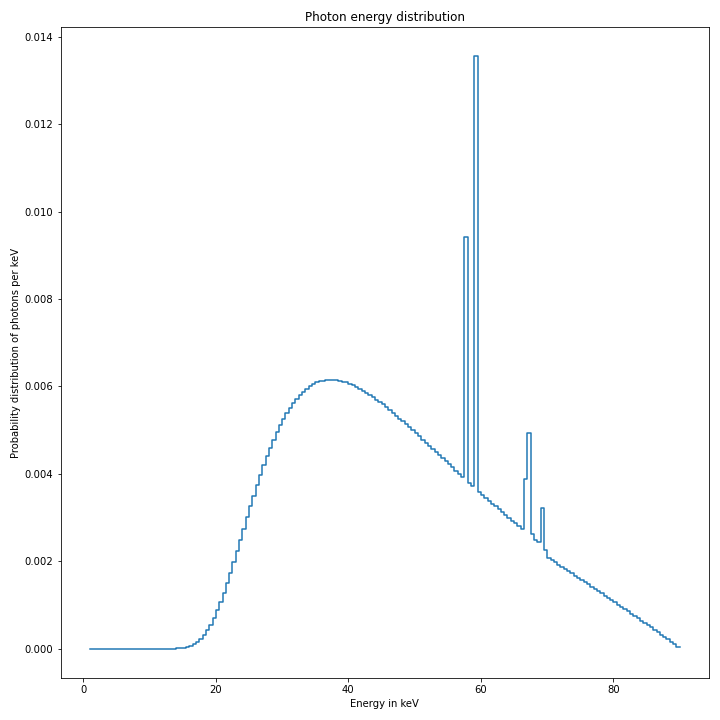 Photon energy distribution
0.014
0.012
0.010
0.008
0.006
0.004
0.002
0.000
Probability distribution of photons per keV
0 20 40 60 80
Energy in keV